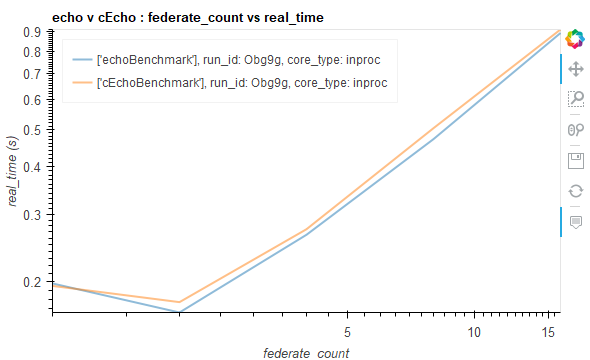 echo v cEcho : federate_count vs real_time
['echoBenchmark'], run_id: Obg9g, core_type: inproc
['cEchoBenchmark'], run_id: Obg9g, core_type: inproc
0.9
0.8
0.7
0.6
0.5
0.4
0.3
0.2
real_time (s)
5 10 15
federate_count